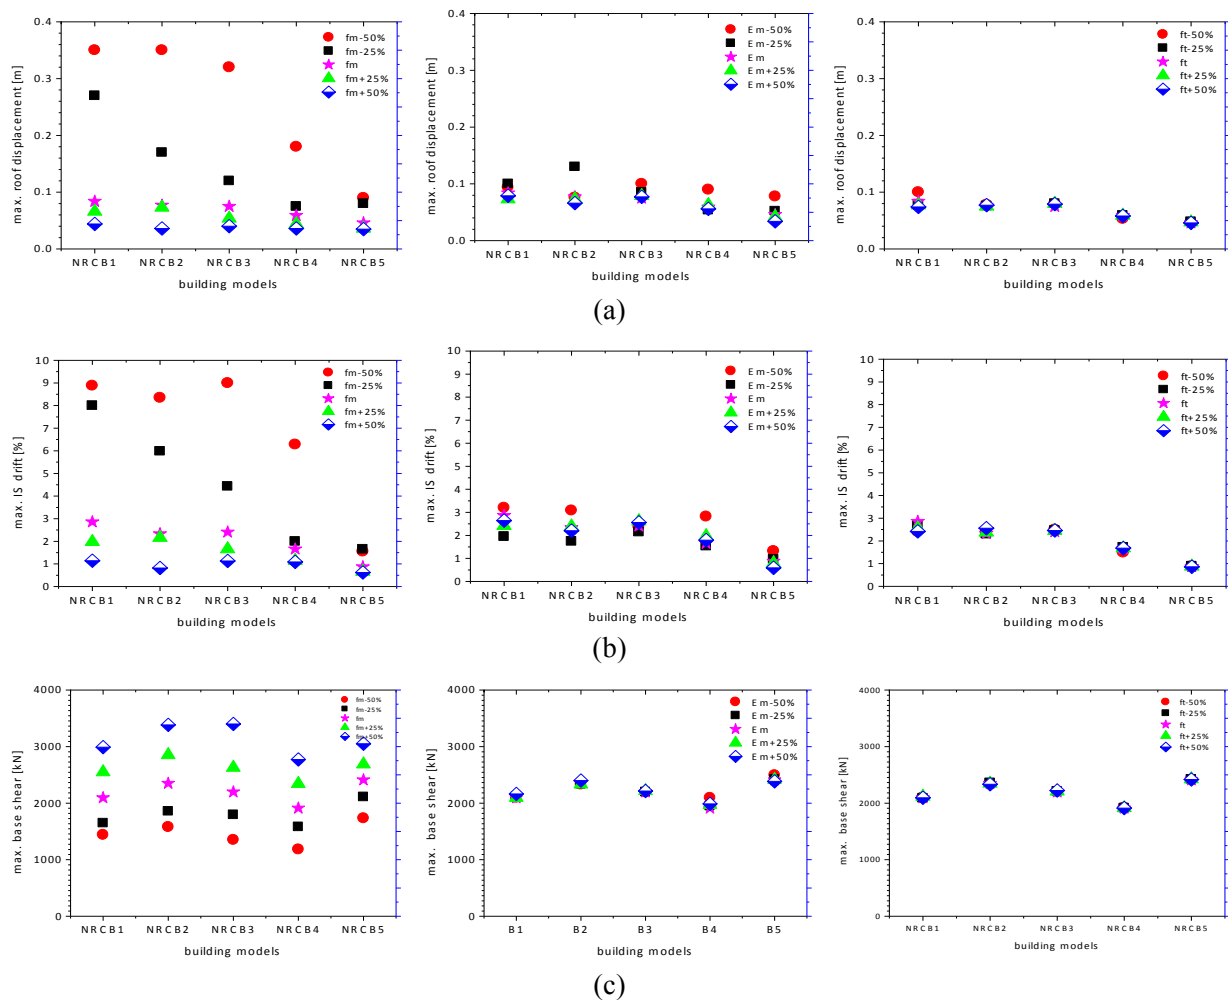 max. roof displacement [m]
0.4
0.3
0.2
0.1
0.0
fm-50%
fm-25%
fm
fm+25%
fm+50%
NRCB1 NRCB2 NRCB3 NRCB4 NRCB5
building models
max. roof displacement [m]
0.4
0.3
0.2
0.1
0.0
Em-50%
Em-25%
Em
Em+25%
Em+50%
NRCB1 NRCB2 NRCB3 NRCB4 NRCB5
building models
max. roof displacement [m]
0.4
0.3
0.2
0.1
0.0
ft-50%
ft-25%
ft
ft+25%
ft+50%
NRCB1 NRCB2 NRCB3 NRCB4 NRCB5
building models
(a)
max. IS drift [%]
10
9
8
7
6
5
4
3
2
1
0
fm-50%
fm-25%
fm
fm+25%
fm+50%
NRCB1 NRCB2 NRCB3 NRCB4 NRCB5
building models
max. IS drift [%]
10
9
8
7
6
5
4
3
2
1
0
Em-50%
Em-25%
Em
Em+25%
Em+50%
NRCB1 NRCB2 NRCB3 NRCB4 NRCB5
building models
max. IS drift [%]
10
9
8
7
6
5
4
3
2
1
0
ft-50%
ft-25%
ft
ft+25%
ft+50%
NRCB1 NRCB2 NRCB3 NRCB4 NRCB5
building models
(b)
max. base shear [kN]
4000
3000
2000
1000
0
fm-50%
fm-25%
fm
fm+25%
fm+50%
NRCB1 NRCB2 NRCB3 NRCB4 NRCB5
building models
max. base shear [kN]
4000
3000
2000
1000
0
Em-50%
Em-25%
Em
Em+25%
Em+50%
B1 B2 B3 B4 B5
building models
max. base shear [kN]
4000
3000
2000
1000
0
ft-50%
ft-25%
ft
ft+25%
ft+50%
NRCB1 NRCB2 NRCB3 NRCB4 NRCB5
building models
(c)